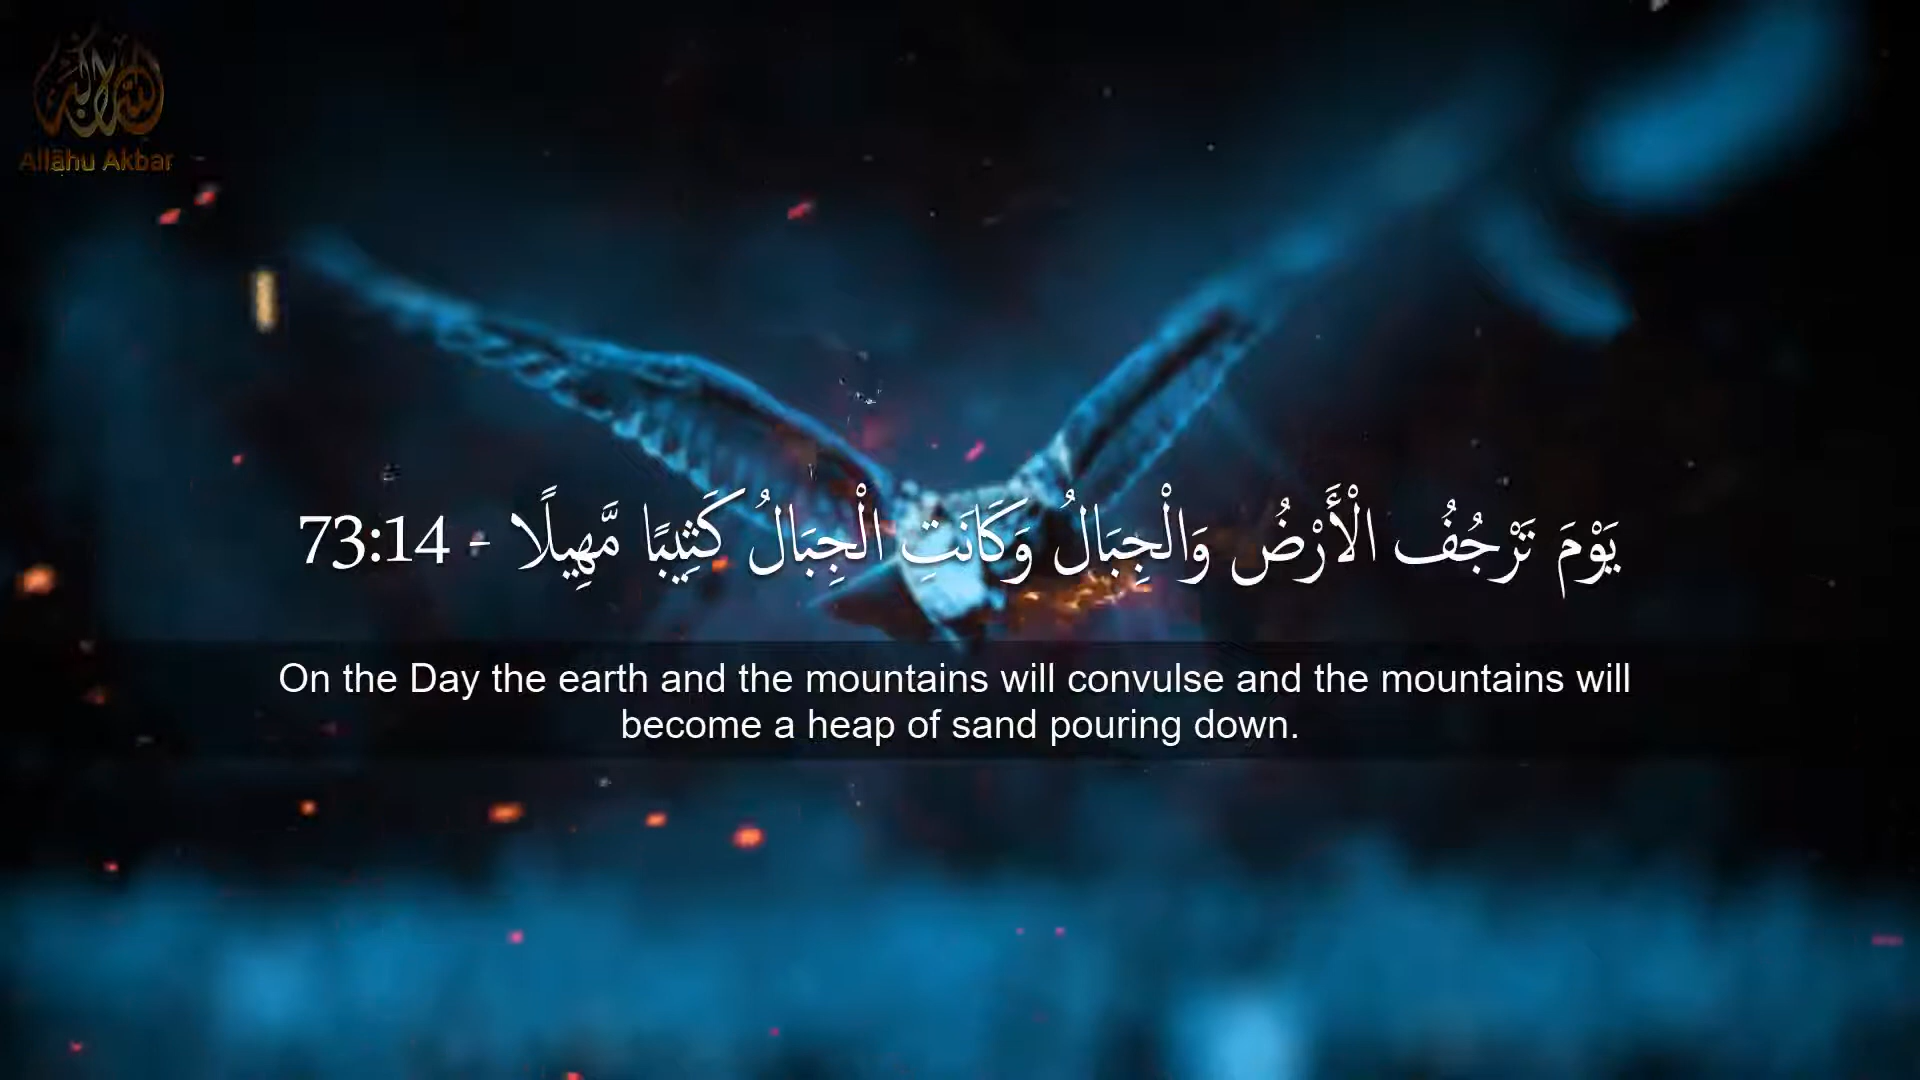 Allâhu Akbar
يَوْمَ تَرْجُفُ الْأَرْضُ وَالْجِبَالُ وَكَانَتِ الْجِبَالُ كَثِيبًا مَّهِيلًا - 73:14
On the Day the earth and the mountains will convulse and the mountains will
become a heap of sand pouring down.